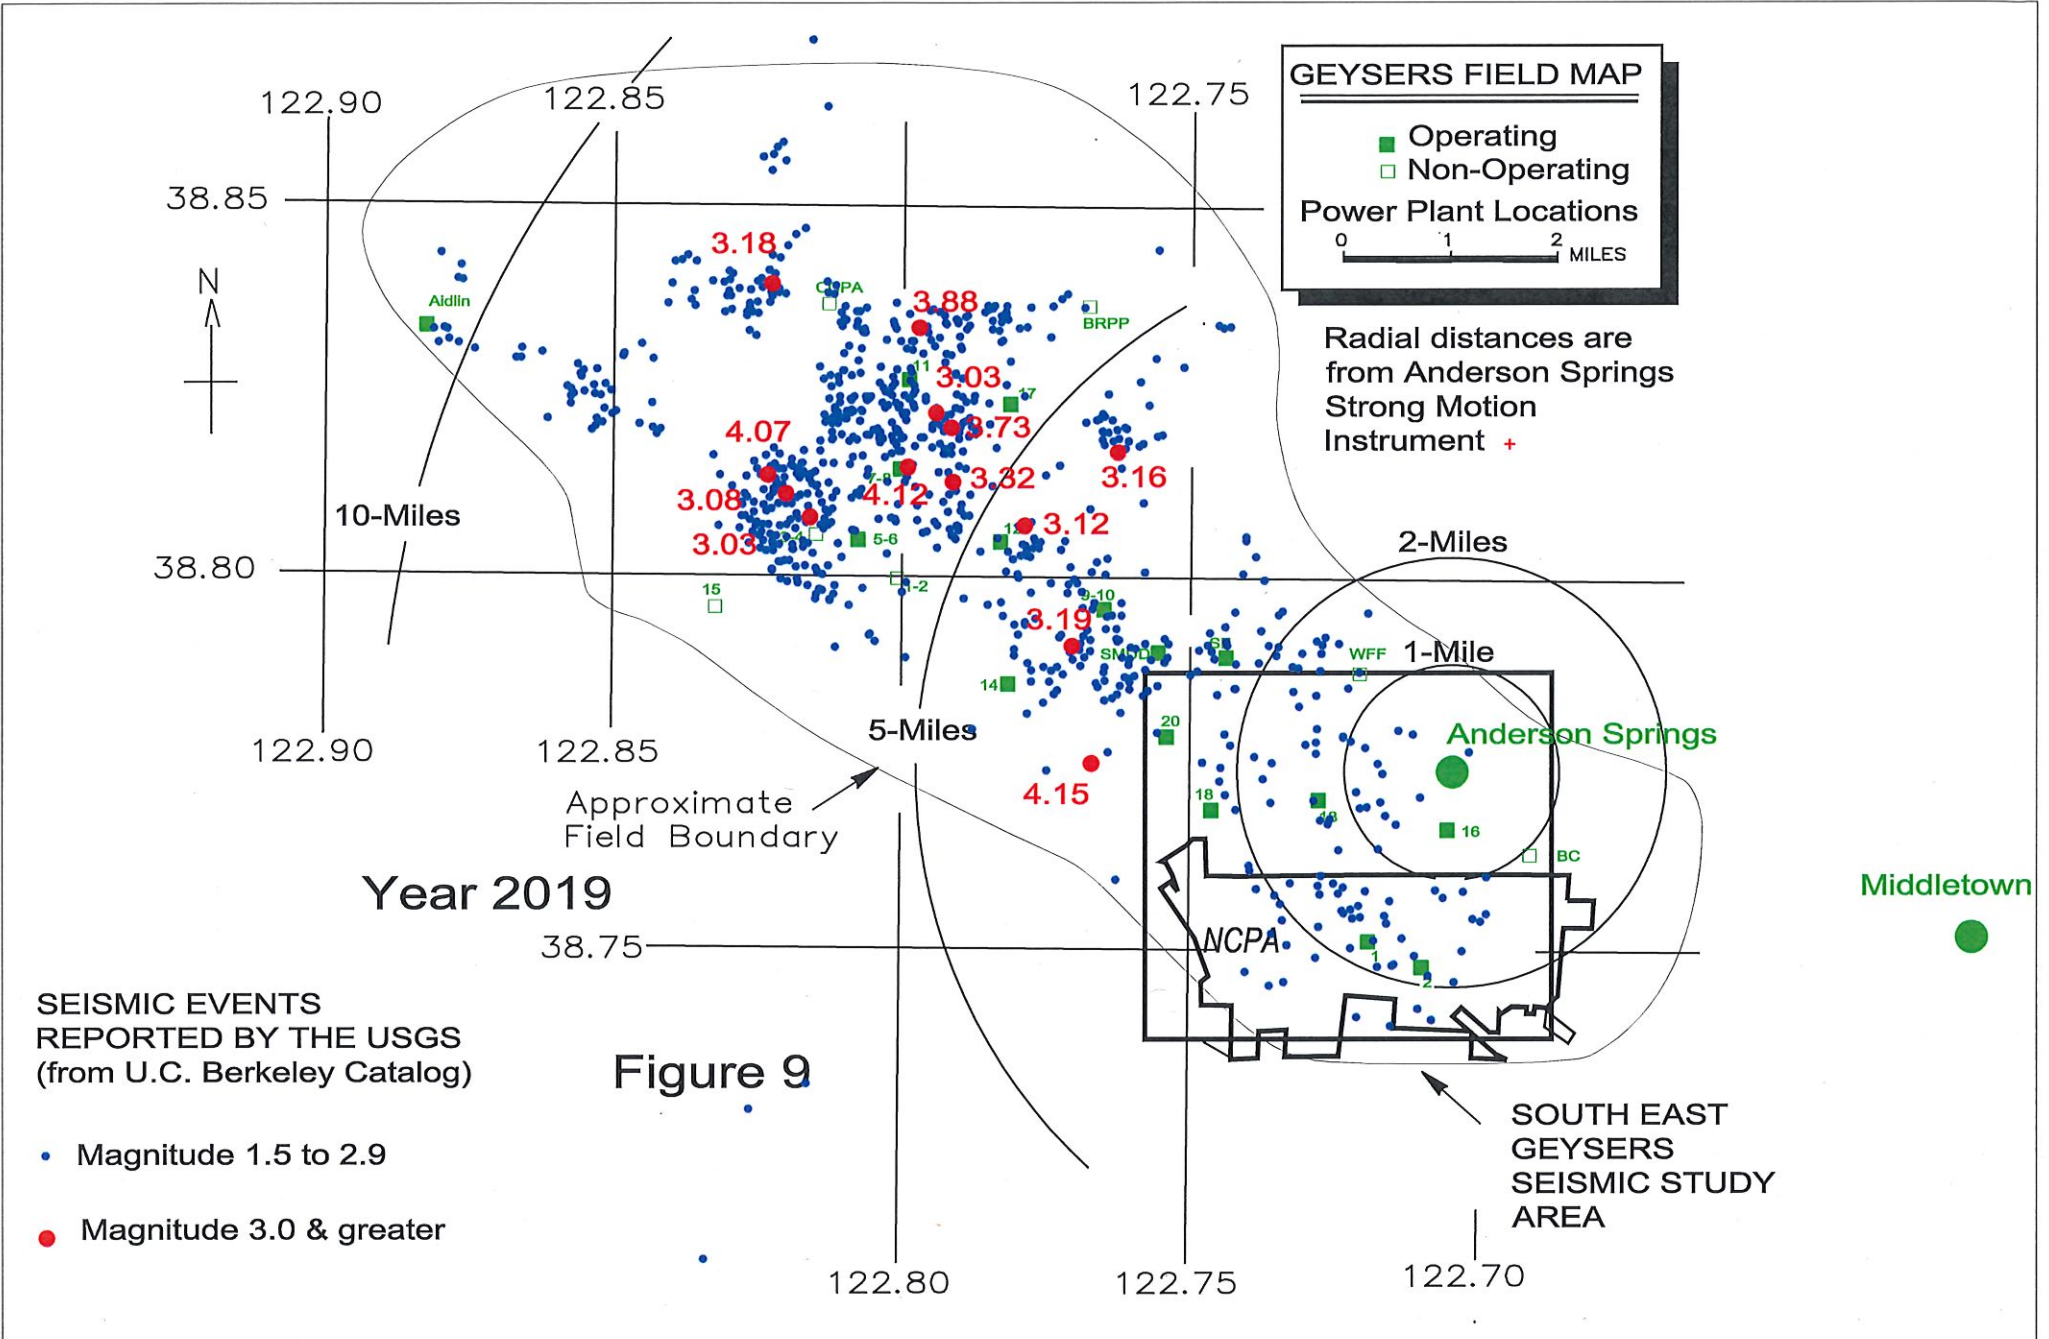 GEYSERS FIELD MAP
Operating
Non-Operating
Power Plant Locations
0 1 2 MILES
Radial distances are
from Anderson Springs
Strong Motion
Instrument +
122.90
122.85
122.75
38.85
N
3.18
Aidlin
3.88
BRPP
11
3.03
17
3.73
4.07
3.16
3.32
4.12
3.08
10-Miles
3.12
3.03
5-6
2-Miles
38.80
15
1-2
9-10
3.19
WFF
1-Mile
14
20
5-Miles
Anderson Springs
122.90
122.85
4.15
18
13
16
Approximate
Field Boundary
BC
Middletown
Year 2019
NCPA
38.75
1
2
SEISMIC EVENTS
REPORTED BY THE USGS
(from U.C. Berkeley Catalog)
Figure 9
SOUTH EAST
GEYSERS
SEISMIC STUDY
AREA
Magnitude 1.5 to 2.9
Magnitude 3.0 & greater
122.80
122.75
122.70